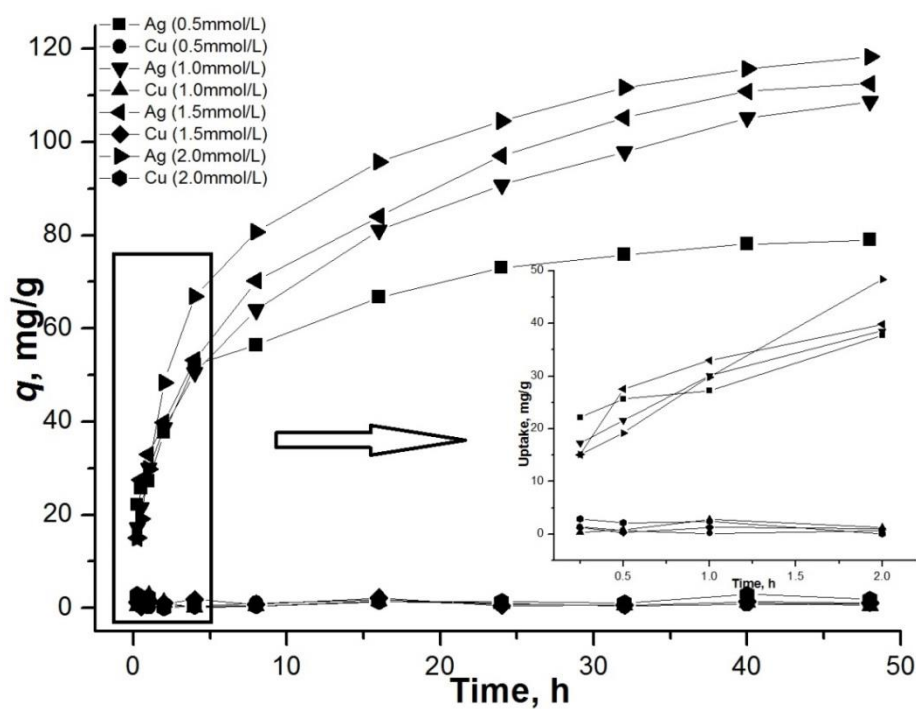 Ag (0.5mmol/L)
Cu (0.5mmol/L)
Ag (1.0mmol/L)
Cu (1.0mmol/L)
Ag (1.5mmol/L)
Cu (1.5mmol/L)
Ag (2.0mmol/L)
Cu (2.0mmol/L)
120
100
80
60
40
20
0
q, mg/g
0 10 20 30 40 50
Time, h
50
40
30
20
10
0
Uptake, mg/g
0.5 1.0 1.5 2.0
Time, h